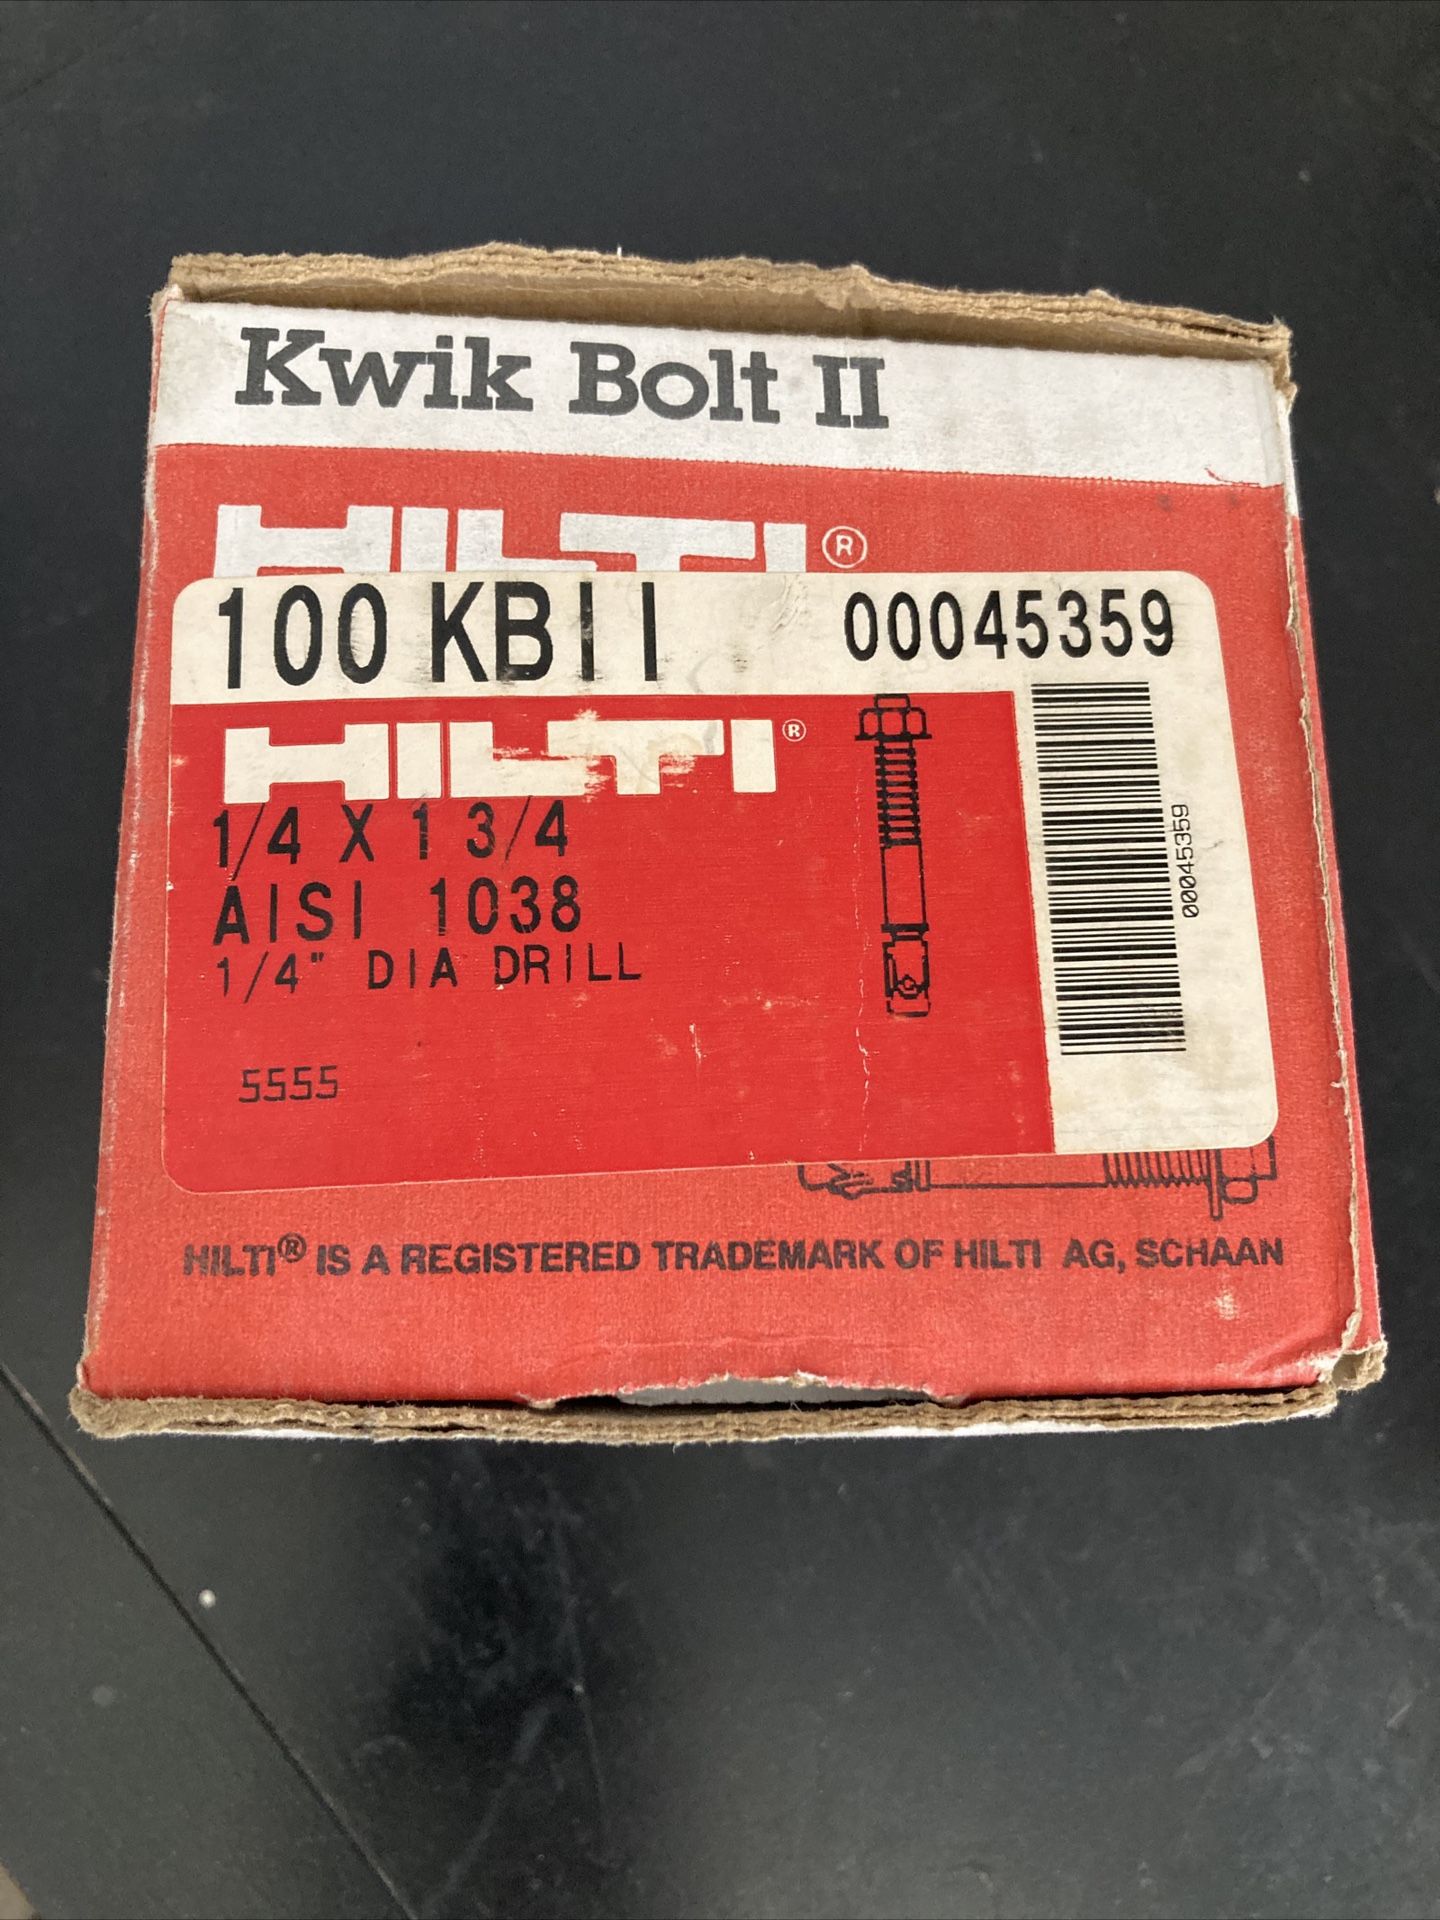 Kwik Bolt II
HILTI®
100 KBII 00045359
HILTI®
1/4 X 1 3/4
AISI 1038
1/4" DIA DRILL
00045359
5555
HILTI® IS A REGISTERED TRADEMARK OF HILTI AG, SCHAAN